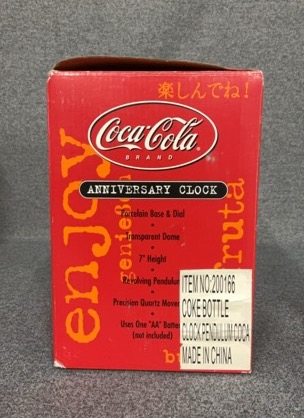 楽しんでね!
enjoy
Coca-Cola
BRAND
ANNIVERSARY CLOCK
Porcelain Base & Dial
Transparent Dome
7" Height
Revolving Pendulum
Precision Quartz
Uses One "AA"
(not included)
ITEM NO:200166
COKE BOTTLE
CLOCK PENDULUM COCA
MADE IN CHINA